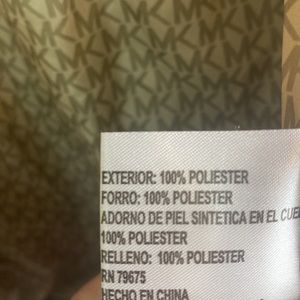 EXTERIOR: 100% POLIESTER
FORRO: 100% POLIESTER
ADORNO DE PIEL SINTETICA EN EL
100% POLIESTER
RELLENO: 100% POLIESTER
RN 79675
HECHO EN CHINA